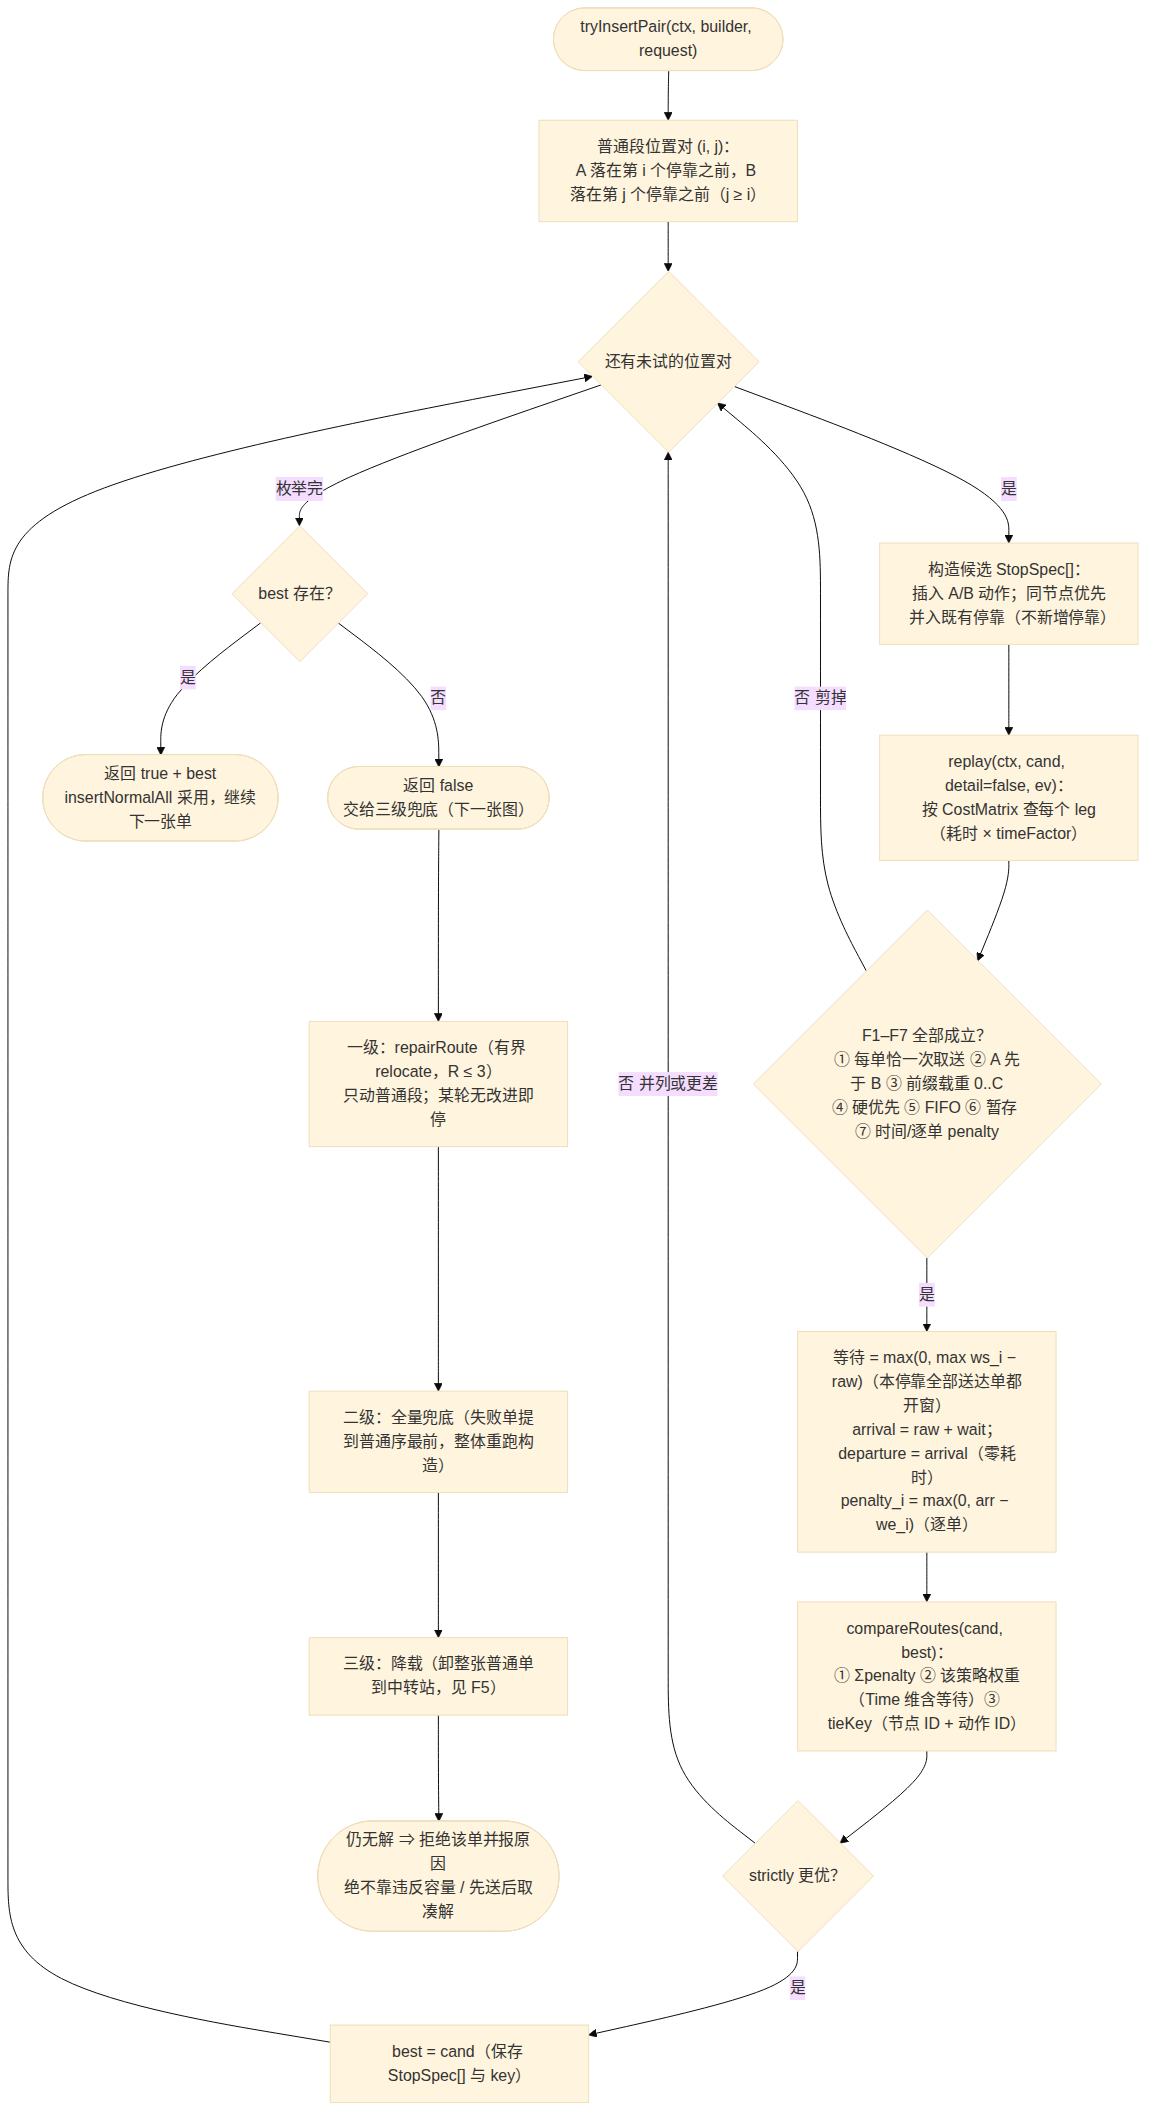 tryInsertPair(ctx, builder,
request)
普通段位置对 (i, j)：
A 落在第 i 个停靠之前，B
落在第 j 个停靠之前（j ≥ i）
还有未试的位置对
枚举完
是
best 存在？
构造候选 StopSpec[]：
插入 A/B 动作；同节点优先
并入既有停靠（不新增停靠）
是
否
否 剪掉
返回 true + best
insertNormalAll 采用，继续
下一张单
返回 false
交给三级兜底（下一张图）
replay(ctx, cand,
detail=false, ev)：
按 CostMatrix 查每个 leg
（耗时 × timeFactor）
一级：repairRoute（有界
relocate，R ≤ 3）
只动普通段；某轮无改进即
停
否 并列或更差
F1–F7 全部成立？
① 每单恰一次取送 ② A 先
于 B ③ 前缀载重 0..C
④ 硬优先 ⑤ FIFO ⑥ 暂存
⑦ 时间/逐单 penalty
是
二级：全量兜底（失败单提
到普通序最前，整体重跑构
造）
等待 = max(0, max ws_i −
raw)（本停靠全部送达单都
开窗）
arrival = raw + wait；
departure = arrival（零耗
时）
penalty_i = max(0, arr −
we_i)（逐单）
三级：降载（卸整张普通单
到中转站，见 F5）
compareRoutes(cand,
best)：
① Σpenalty ② 该策略权重
（Time 维含等待）③
tieKey（节点 ID + 动作 ID）
仍无解 ⇒ 拒绝该单并报原
因
绝不靠违反容量 / 先送后取
凑解
strictly 更优？
是
best = cand（保存
StopSpec[] 与 key）